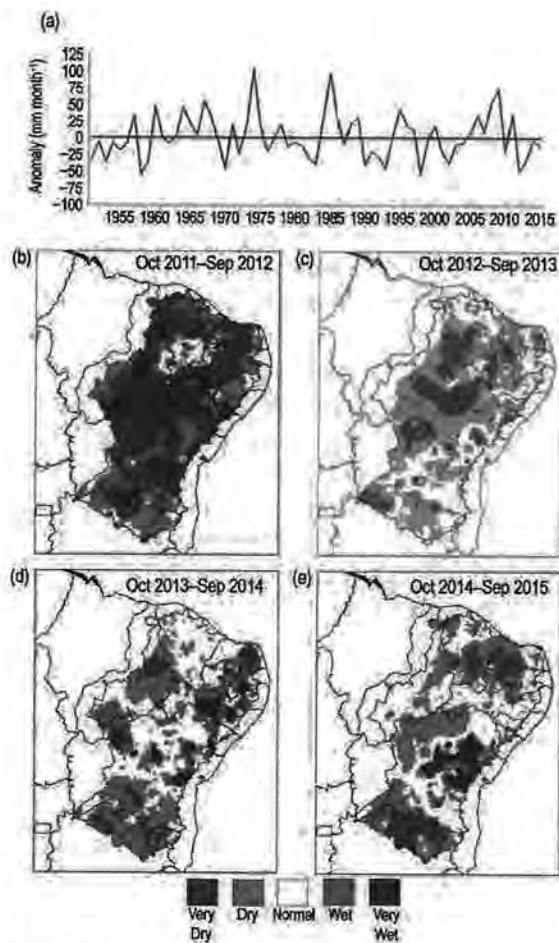 (a)
125
100
75
50
25
0
−25
−50
−75
−100
Anomaly (mm month⁻¹)
1955 1960 1965 1970 1975 1980 1985 1990 1995 2000 2005 2010 2015
(b) Oct 2011–Sep 2012
(c) Oct 2012–Sep 2013
(d) Oct 2013–Sep 2014
(e) Oct 2014–Sep 2015
Very Dry Normal Wet Very
Dry Wet